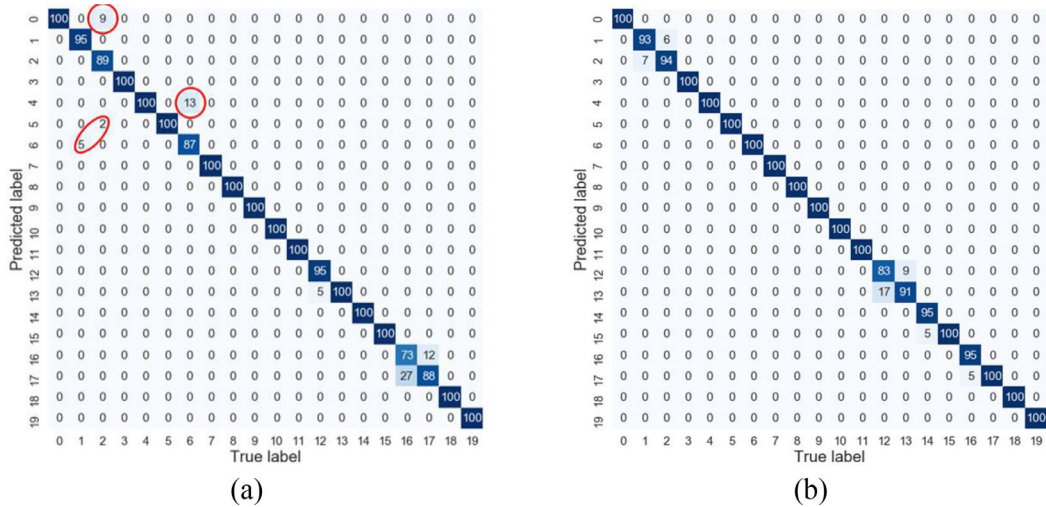 Predicted label
0 100 0 9 0 0 0 0 0 0 0 0 0 0 0 0 0 0 0 0 0
1 0 95 0 0 0 0 0 0 0 0 0 0 0 0 0 0 0 0 0 0
2 0 0 89 0 0 0 0 0 0 0 0 0 0 0 0 0 0 0 0 0
3 0 0 0 100 0 0 0 0 0 0 0 0 0 0 0 0 0 0 0 0
4 0 0 0 0 100 0 13 0 0 0 0 0 0 0 0 0 0 0 0 0
5 0 0 2 0 0 100 0 0 0 0 0 0 0 0 0 0 0 0 0 0
6 0 5 0 0 0 0 87 0 0 0 0 0 0 0 0 0 0 0 0 0
7 0 0 0 0 0 0 0 100 0 0 0 0 0 0 0 0 0 0 0 0
8 0 0 0 0 0 0 0 0 100 0 0 0 0 0 0 0 0 0 0 0
9 0 0 0 0 0 0 0 0 0 100 0 0 0 0 0 0 0 0 0 0
10 0 0 0 0 0 0 0 0 0 0 100 0 0 0 0 0 0 0 0 0
11 0 0 0 0 0 0 0 0 0 0 0 100 0 0 0 0 0 0 0 0
12 0 0 0 0 0 0 0 0 0 0 0 0 95 0 0 0 0 0 0 0
13 0 0 0 0 0 0 0 0 0 0 0 0 5 100 0 0 0 0 0 0
14 0 0 0 0 0 0 0 0 0 0 0 0 0 0 100 0 0 0 0 0
15 0 0 0 0 0 0 0 0 0 0 0 0 0 0 0 100 0 0 0 0
16 0 0 0 0 0 0 0 0 0 0 0 0 0 0 0 0 73 12 0 0
17 0 0 0 0 0 0 0 0 0 0 0 0 0 0 0 0 27 88 0 0
18 0 0 0 0 0 0 0 0 0 0 0 0 0 0 0 0 0 0 100 0
19 0 0 0 0 0 0 0 0 0 0 0 0 0 0 0 0 0 0 0 100
0 1 2 3 4 5 6 7 8 9 10 11 12 13 14 15 16 17 18 19
True label
(a)
Predicted label
0 100 0 0 0 0 0 0 0 0 0 0 0 0 0 0 0 0 0 0 0
1 0 93 6 0 0 0 0 0 0 0 0 0 0 0 0 0 0 0 0 0
2 0 7 94 0 0 0 0 0 0 0 0 0 0 0 0 0 0 0 0 0
3 0 0 0 100 0 0 0 0 0 0 0 0 0 0 0 0 0 0 0 0
4 0 0 0 0 100 0 0 0 0 0 0 0 0 0 0 0 0 0 0 0
5 0 0 0 0 0 100 0 0 0 0 0 0 0 0 0 0 0 0 0 0
6 0 0 0 0 0 0 100 0 0 0 0 0 0 0 0 0 0 0 0 0
7 0 0 0 0 0 0 0 100 0 0 0 0 0 0 0 0 0 0 0 0
8 0 0 0 0 0 0 0 0 100 0 0 0 0 0 0 0 0 0 0 0
9 0 0 0 0 0 0 0 0 0 100 0 0 0 0 0 0 0 0 0 0
10 0 0 0 0 0 0 0 0 0 0 100 0 0 0 0 0 0 0 0 0
11 0 0 0 0 0 0 0 0 0 0 0 100 0 0 0 0 0 0 0 0
12 0 0 0 0 0 0 0 0 0 0 0 0 83 9 0 0 0 0 0 0
13 0 0 0 0 0 0 0 0 0 0 0 0 17 91 0 0 0 0 0 0
14 0 0 0 0 0 0 0 0 0 0 0 0 0 0 95 0 0 0 0 0
15 0 0 0 0 0 0 0 0 0 0 0 0 0 0 5 100 0 0 0 0
16 0 0 0 0 0 0 0 0 0 0 0 0 0 0 0 0 95 0 0 0
17 0 0 0 0 0 0 0 0 0 0 0 0 0 0 0 0 5 100 0 0
18 0 0 0 0 0 0 0 0 0 0 0 0 0 0 0 0 0 0 100 0
19 0 0 0 0 0 0 0 0 0 0 0 0 0 0 0 0 0 0 0 100
0 1 2 3 4 5 6 7 8 9 10 11 12 13 14 15 16 17 18 19
True label
(b)